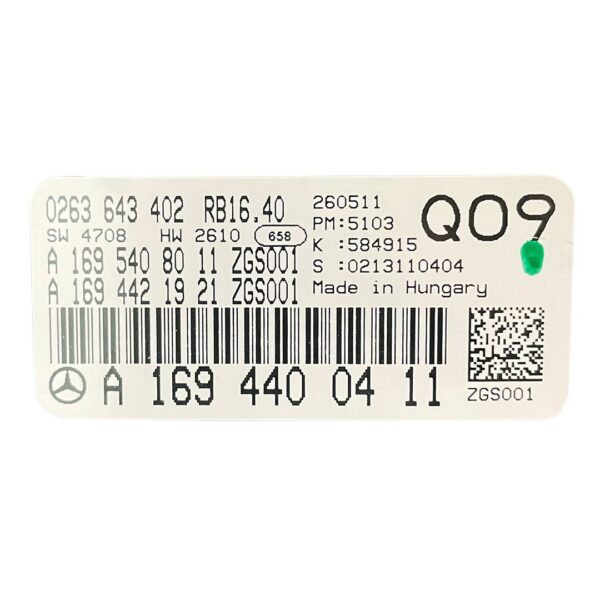 0263 643 402 RB16.40
SW 4708 HW 2610 658
A 169 540 80 11 ZGS001
A 169 442 19 21 ZGS001
260511
PM:5103
K :584915
S :0213110404
Made in Hungary
Q09
A 169 440 04 11
ZGS001